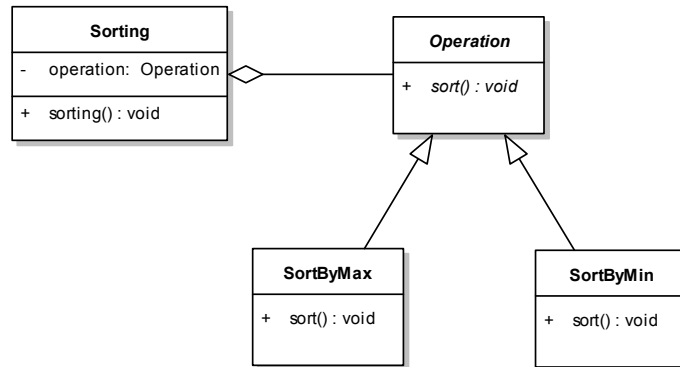 Sorting
- operation: Operation
+ sorting() : void
Operation
+ sort() : void
SortByMax
+ sort() : void
SortByMin
+ sort() : void